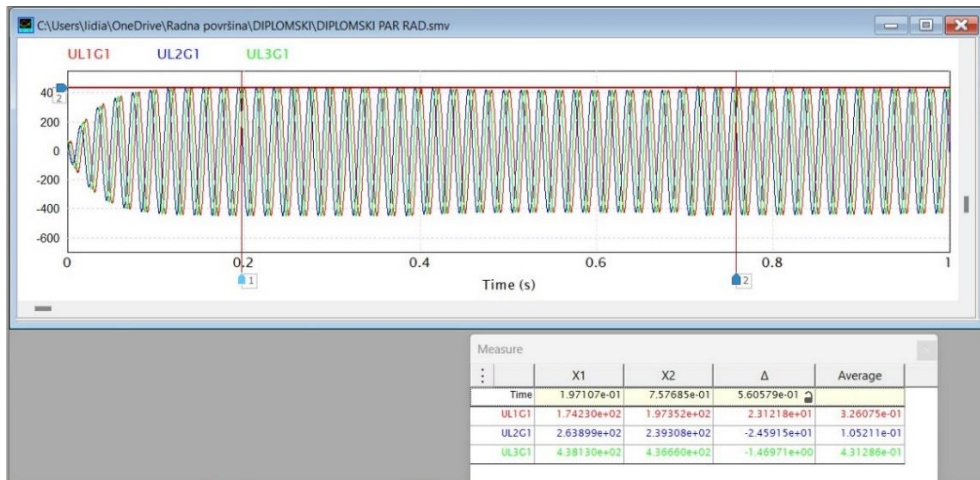 C:\Users\lidia\OneDrive\Radna površina\DIPLOMSKI\DIPLOMSKI PAR RAD.smv
UL1G1 UL2G1 UL3G1
40
2
200
0
-200
-400
-600
0 0.2 0.4 0.6 0.8 1
1 2
Time (s)
Measure
X1 X2 Δ Average
Time 1.97107e-01 7.57685e-01 5.60579e-01
UL1G1 1.74230e+02 1.97352e+02 2.31218e+01 3.26075e-01
UL2G1 2.63899e+02 2.39308e+02 -2.45915e+01 1.05211e-01
UL3G1 4.38130e+02 4.36660e+02 -1.46971e+00 4.31286e-01